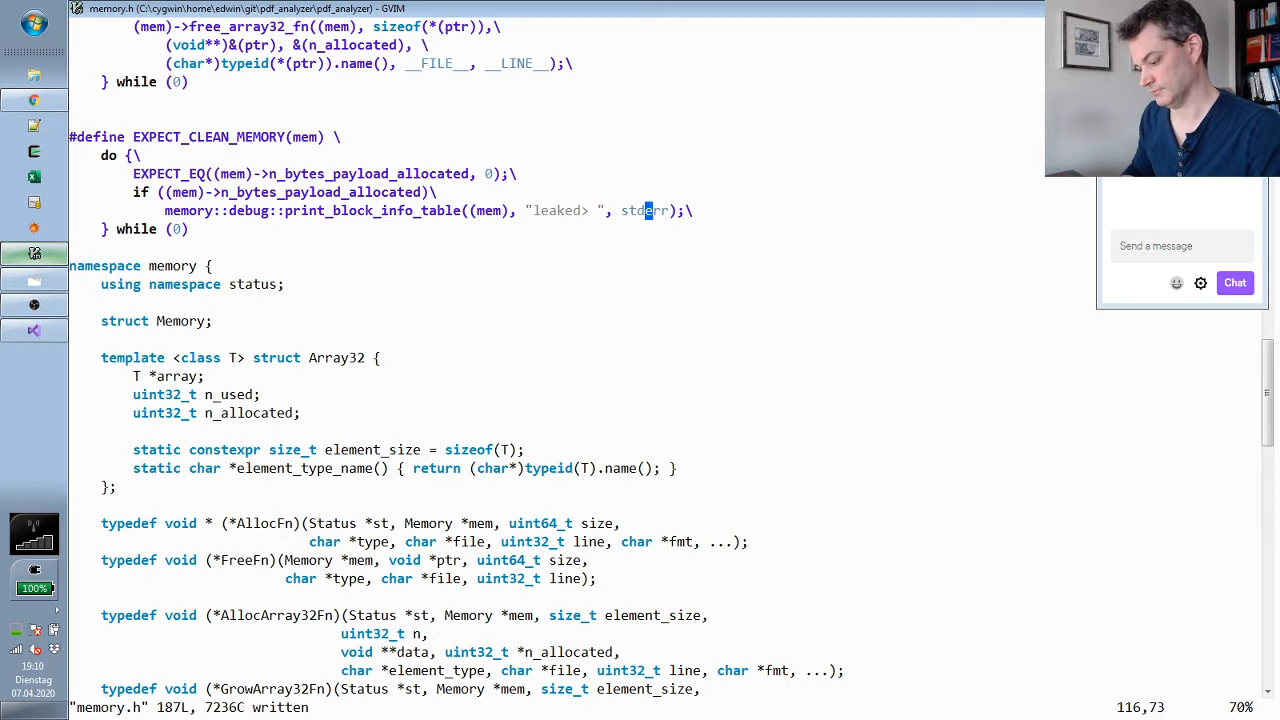 memory.h (C:\cygwin\home\edwin\git\pdf_analyzer\pdf_analyzer) - GVIM
(mem)->free_array32_fn((mem), sizeof(*(ptr)),\
(void**)&(ptr), &(n_allocated), \
(char*)typeid(*(ptr)).name(), __FILE__, __LINE__);\
} while (0)
#define EXPECT_CLEAN_MEMORY(mem) \
do {\
EXPECT_EQ((mem)->n_bytes_payload_allocated, 0);\
if ((mem)->n_bytes_payload_allocated)\
memory::debug::print_block_info_table((mem), "leaked> ", stderr);\
} while (0)
namespace memory {
using namespace status;
struct Memory;
template <class T> struct Array32 {
T *array;
uint32_t n_used;
uint32_t n_allocated;
static constexpr size_t element_size = sizeof(T);
static char *element_type_name() { return (char*)typeid(T).name(); }
};
typedef void * (*AllocFn)(Status *st, Memory *mem, uint64_t size,
char *type, char *file, uint32_t line, char *fmt, ...);
typedef void (*FreeFn)(Memory *mem, void *ptr, uint64_t size,
char *type, char *file, uint32_t line);
typedef void (*AllocArray32Fn)(Status *st, Memory *mem, size_t element_size,
uint32_t n,
void **data, uint32_t *n_allocated,
char *element_type, char *file, uint32_t line, char *fmt, ...);
typedef void (*GrowArray32Fn)(Status *st, Memory *mem, size_t element_size,
"memory.h" 187L, 7236C written
116,73
70%
Send a message
Chat
100%
19:10
Dienstag
07.04.2020